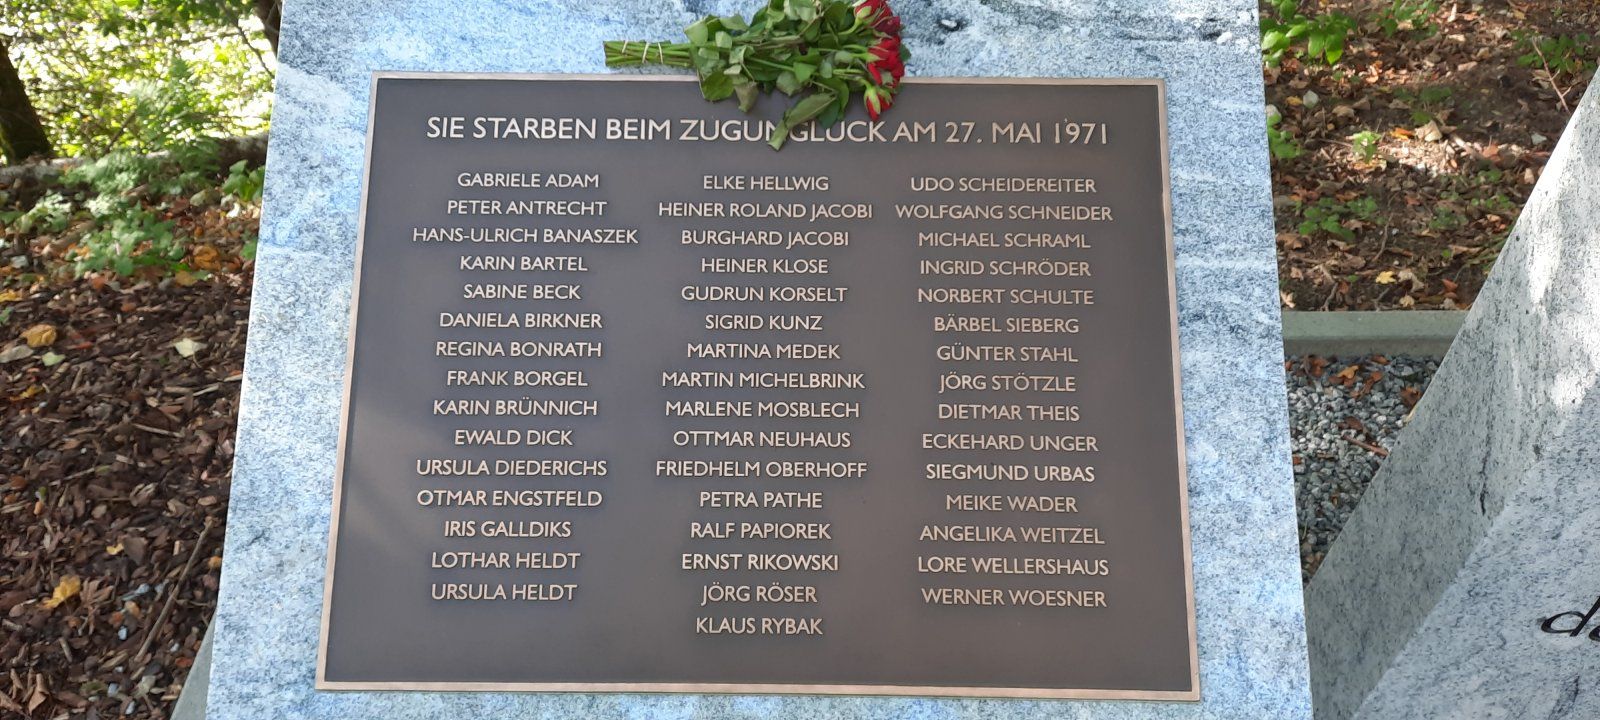 SIE STARBEN BEIM ZUGUNGLÜCK AM 27. MAI 1971
GABRIELE ADAM
PETER ANTRECHT
HANS-ULRICH BANASZEK
KARIN BARTEL
SABINE BECK
DANIELA BIRKNER
REGINA BONRATH
FRANK BORGEL
KARIN BRÜNNICH
EWALD DICK
URSULA DIEDERICHS
OTMAR ENGSTFELD
IRIS GALLDIKS
LOTHAR HELDT
URSULA HELDT
ELKE HELLWIG
HEINER ROLAND JACOBI
BURGHARD JACOBI
HEINER KLOSE
GUDRUN KORSELT
SIGRID KUNZ
MARTINA MEDEK
MARTIN MICHELBRINK
MARLENE MOSBLECH
OTTMAR NEUHAUS
FRIEDHELM OBERHOFF
PETRA PATHE
RALF PAPIOREK
ERNST RIKOWSKI
JÖRG RÖSER
KLAUS RYBAK
UDO SCHEIDEREITER
WOLFGANG SCHNEIDER
MICHAEL SCHRAML
INGRID SCHRÖDER
NORBERT SCHULTE
BÄRBEL SIEBERG
GÜNTER STAHL
JÖRG STÖTZLE
DIETMAR THEIS
ECKEHARD UNGER
SIEGMUND URBAS
MEIKE WADER
ANGELIKA WEITZEL
LORE WELLERSHAUS
WERNER WOESNER